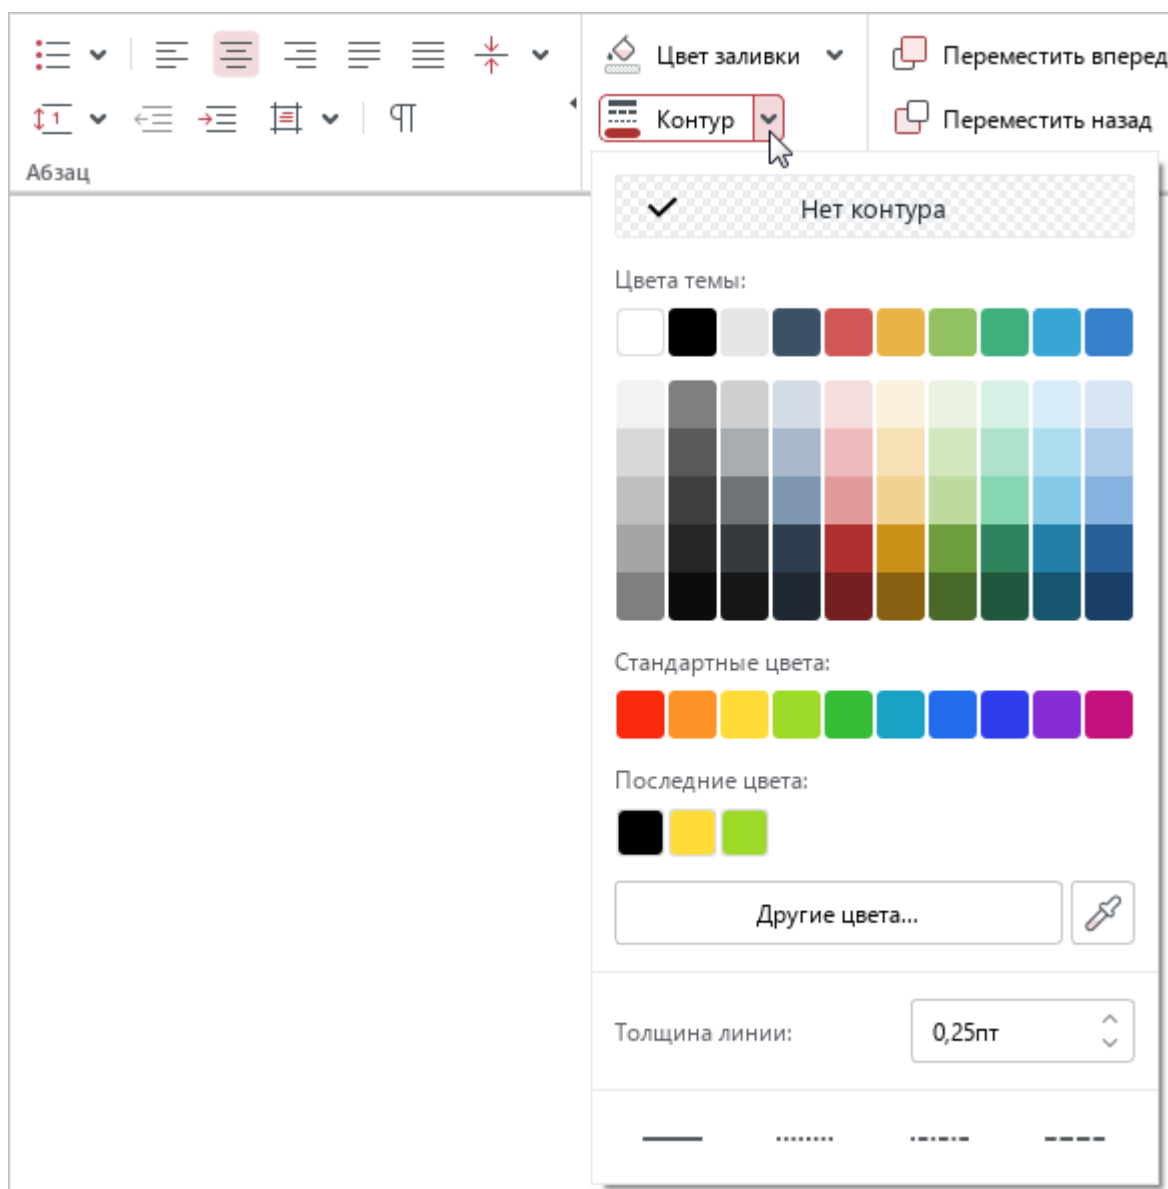 Цвет заливки
Переместить вперед
1
Контур
Переместить назад
Абзац
Нет контура
Цвета темы:
Стандартные цвета:
Последние цвета:
Другие цвета...
Толщина линии:
0,25пт